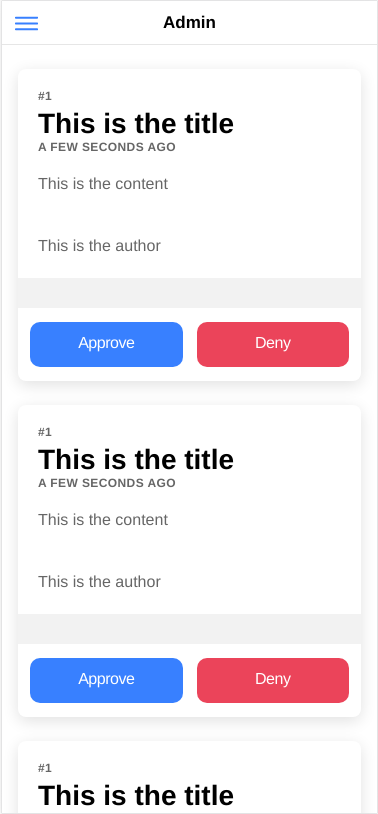 Admin
#1
This is the title
A FEW SECONDS AGO
This is the content
This is the author
Approve Deny
#1
This is the title
A FEW SECONDS AGO
This is the content
This is the author
Approve Deny
#1
This is the title